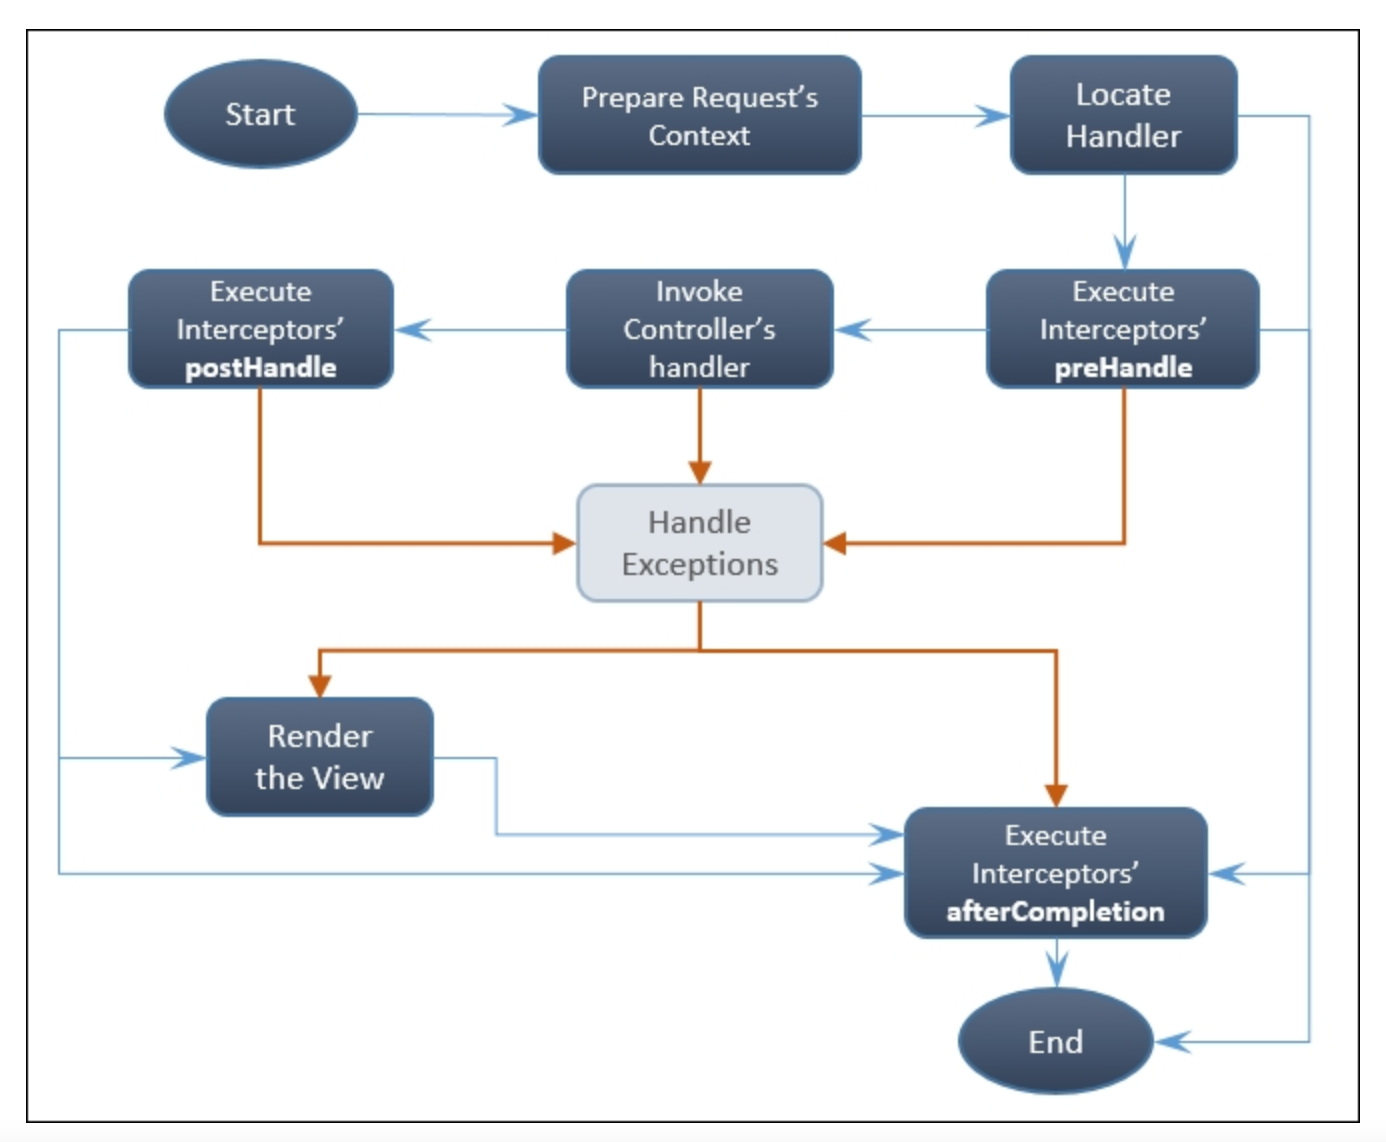 Start
Prepare Request’s
Context
Locate
Handler
Execute
Interceptors’
postHandle
Invoke
Controller’s
handler
Execute
Interceptors’
preHandle
Handle
Exceptions
Render
the View
Execute
Interceptors’
afterCompletion
End